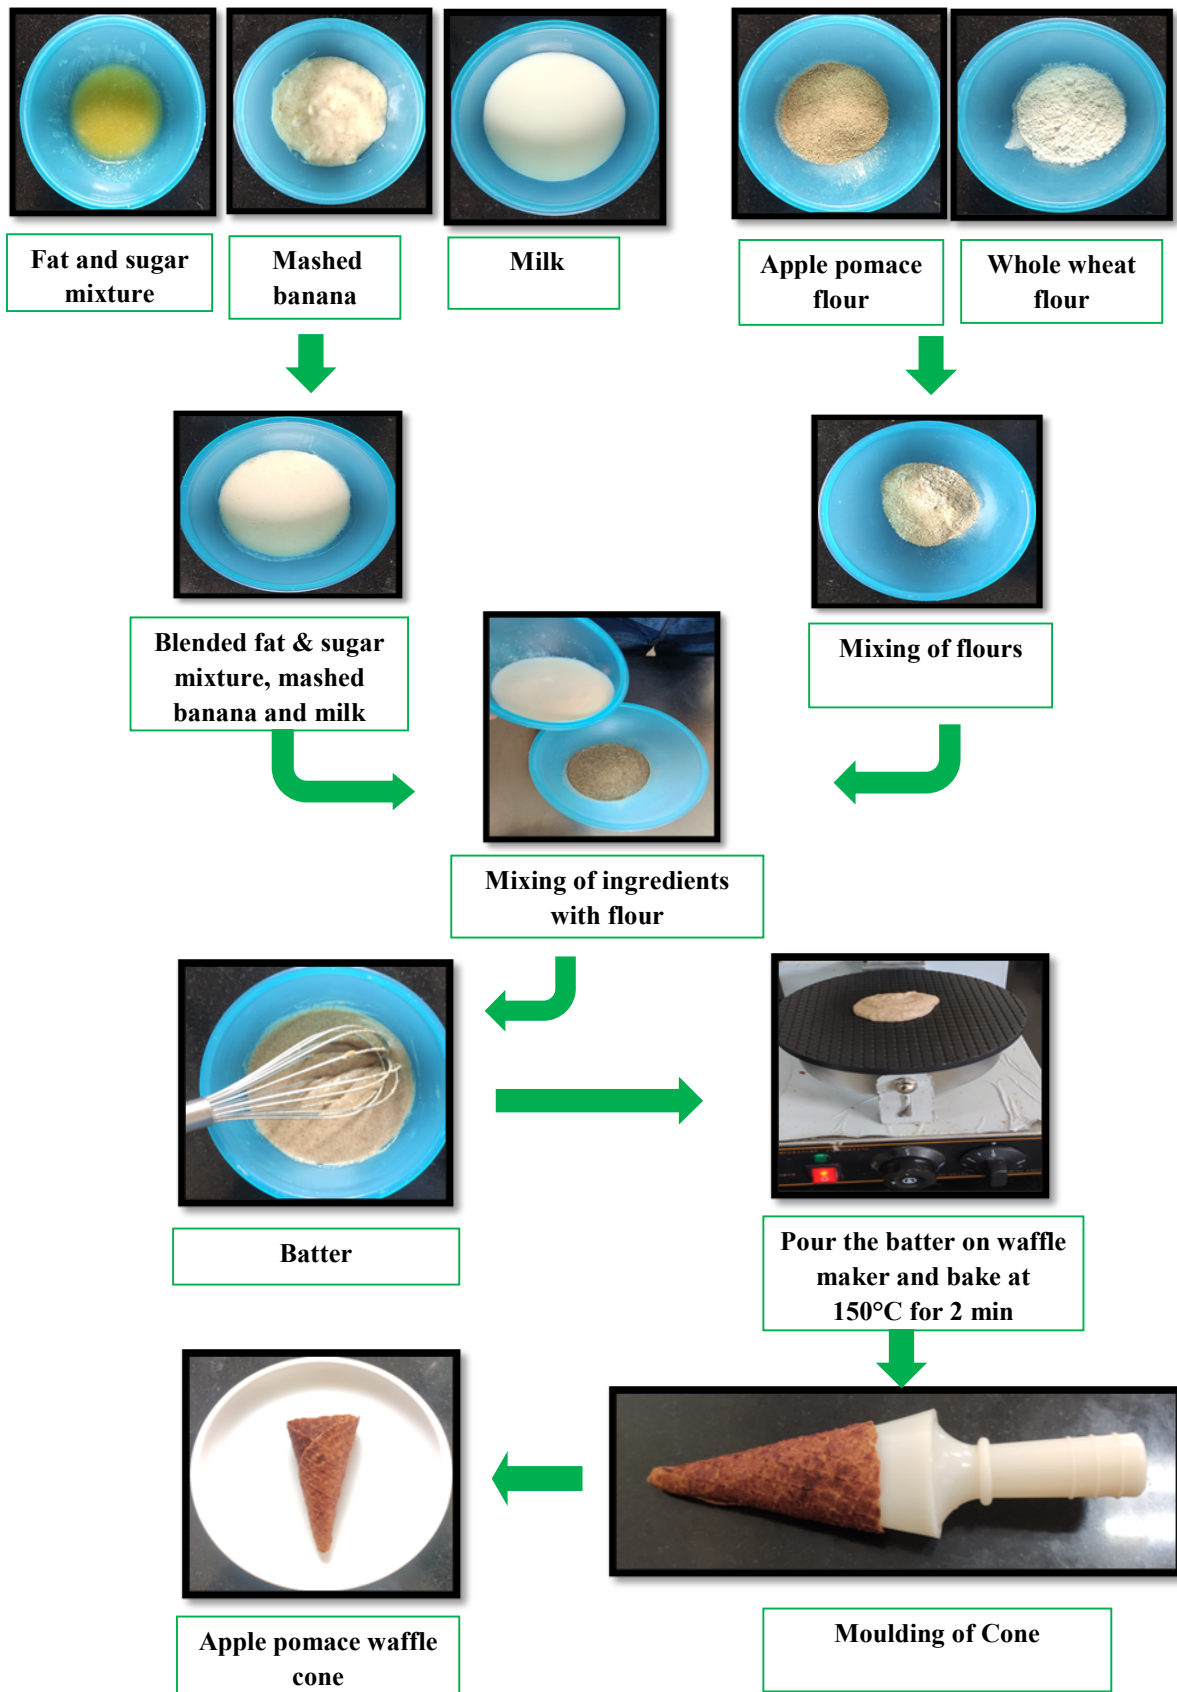 Fat and sugar
mixture
Mashed
banana
Milk
Apple pomace
flour
Whole wheat
flour
Blended fat & sugar
mixture, mashed
banana and milk
Mixing of flours
Mixing of ingredients
with flour
Batter
Pour the batter on waffle
maker and bake at
150°C for 2 min
Apple pomace waffle
cone
Moulding of Cone